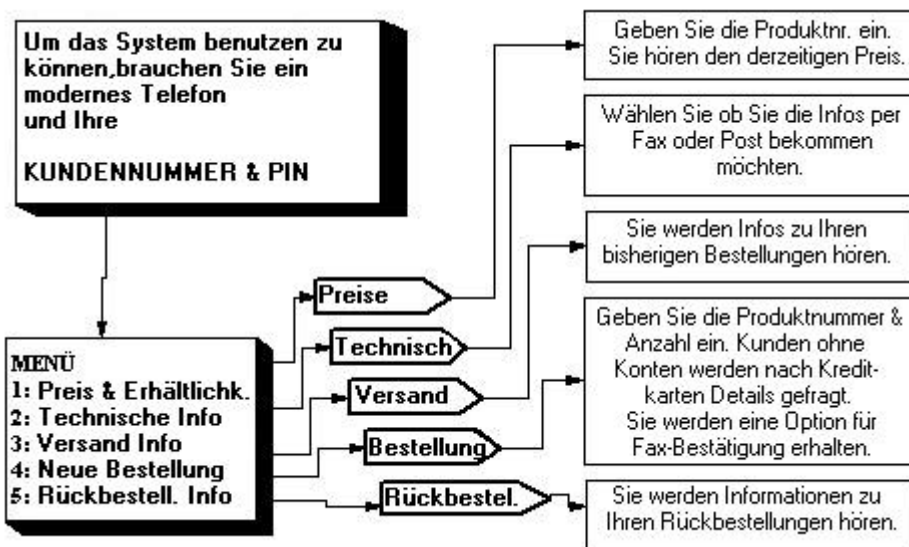 Um das System benutzen zu
können,brauchen Sie ein
modernes Telefon
und Ihre
KUNDENNUMMER & PIN
MENÜ
1: Preis & Erhältlichk.
2: Technische Info
3: Versand Info
4: Neue Bestellung
5: Rückbestell. Info
Preise
Technisch
Versand
Bestellung
Rückbestel.
Geben Sie die Produktnr. ein.
Sie hören den derzeitigen Preis.
Wählen Sie ob Sie die Infos per
Fax oder Post bekommen
möchten.
Sie werden Infos zu Ihren
bisherigen Bestellungen hören.
Geben Sie die Produktnummer &
Anzahl ein. Kunden ohne
Konten werden nach Kredit-
karten Details gefragt.
Sie werden eine Option für
Fax-Bestätigung erhalten.
Sie werden Informationen zu
Ihren Rückbestellungen hören.